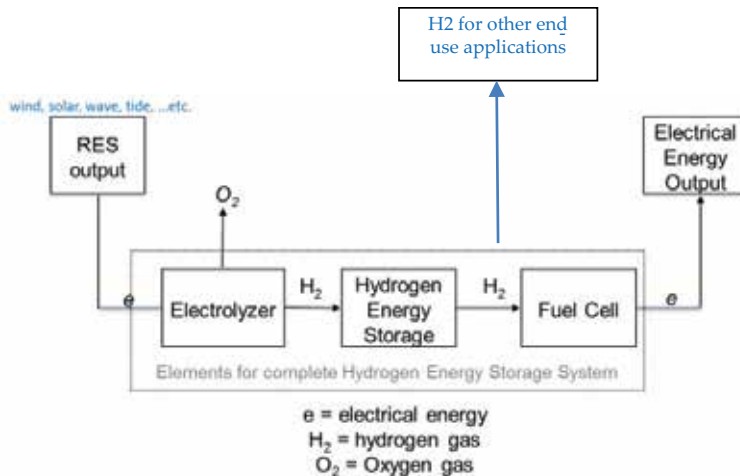 H2 for other end
use applications
wind, solar, wave, tide, ...etc.
RES
output
Electrical
Energy
Output
O₂
e
Electrolyzer
H₂
Hydrogen
Energy
Storage
H₂
Fuel Cell
e
Elements for complete Hydrogen Energy Storage System
e = electrical energy
H₂ = hydrogen gas
O₂ = Oxygen gas